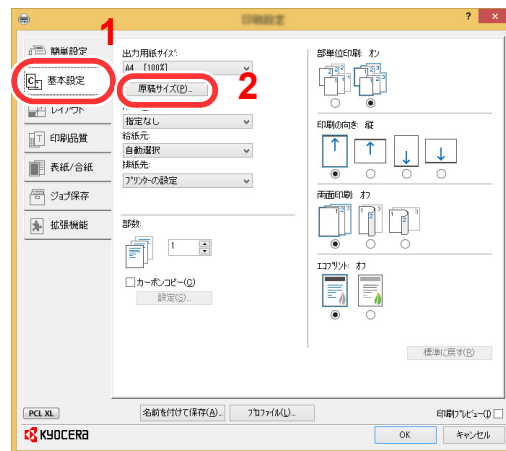 1
? ×
簡単設定
基本設定
レイアウト
印刷品質
表紙/合紙
ジョブ保存
拡張機能
出力用紙サイズ:
A4 [100%]
原稿サイズ(P)...
2
指定なし
給紙元:
自動選択
排紙先:
プリンターの設定
部数:
1
カーボンコピー(C)
設定(S)...
部単位印刷: オン
印刷の向き: 縦
両面印刷: オフ
エコプリント: オフ
標準に戻す(R)
PCL XL
名前を付けて保存(A)...
プロファイル(L)...
印刷プレビュー(I)
KYOCERA
OK
キャンセル